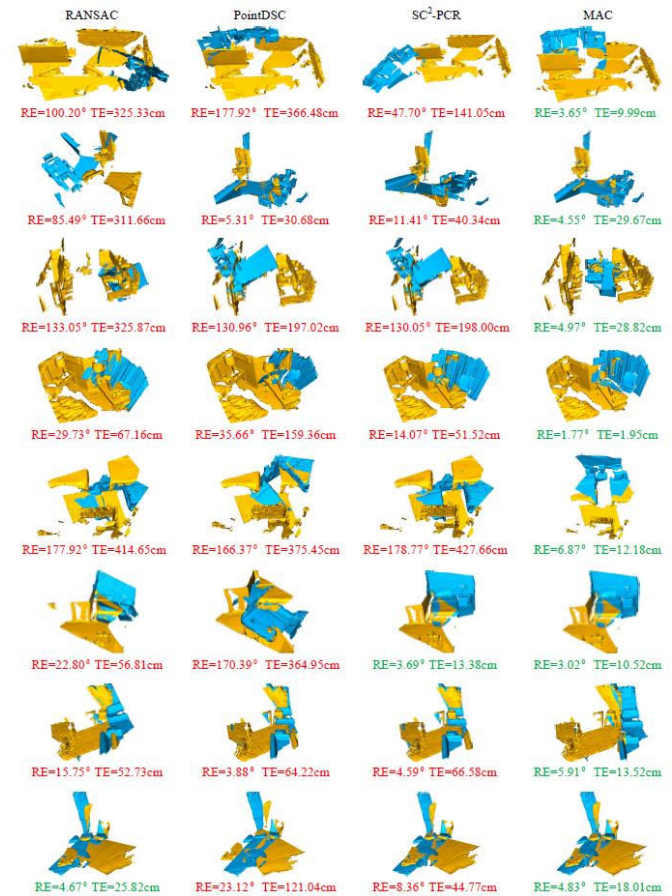 RANSAC PointDSC SC²-PCR MAC
RE=100.20° TE=325.33cm RE=177.92° TE=366.48cm RE=47.70° TE=141.05cm RE=3.65° TE=9.99cm
RE=85.49° TE=311.66cm RE=5.31° TE=30.68cm RE=11.41° TE=40.34cm RE=4.55° TE=29.67cm
RE=133.05° TE=325.87cm RE=130.96° TE=197.02cm RE=130.05° TE=198.00cm RE=4.97° TE=28.82cm
RE=29.73° TE=67.16cm RE=35.66° TE=159.36cm RE=14.07° TE=51.52cm RE=1.77° TE=1.95cm
RE=177.92° TE=414.65cm RE=166.37° TE=375.45cm RE=178.77° TE=427.66cm RE=6.87° TE=12.18cm
RE=22.80° TE=56.81cm RE=170.39° TE=364.95cm RE=3.69° TE=13.38cm RE=3.02° TE=10.52cm
RE=15.75° TE=52.73cm RE=3.88° TE=64.22cm RE=4.59° TE=66.58cm RE=5.91° TE=13.52cm
RE=4.67° TE=25.82cm RE=23.12° TE=121.04cm RE=8.36° TE=44.77cm RE=4.83° TE=18.01cm